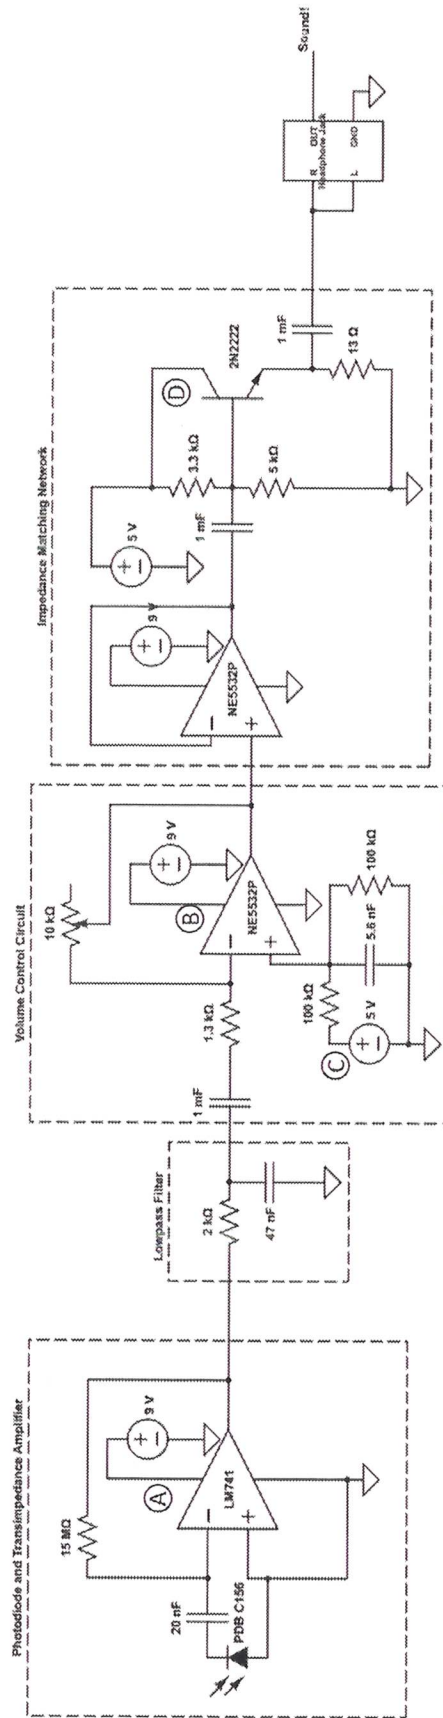 Photodiode and Transimpedance Amplifier
15 MΩ
20 nF
PDB C156
A
9 V
LM741
Lowpass Filter
2 kΩ
47 nF
Volume Control Circuit
10 kΩ
1 mF
1.3 kΩ
B
9 V
NE5532P
C
100 kΩ
5 V
5.6 nF
100 kΩ
Impedance Matching Network
9 V
NE5532P
5 V
1 mF
3.3 kΩ
5 kΩ
D
2N2222
1 mF
13 Ω
R OUT
Headphone Jack
L GND
Sound!